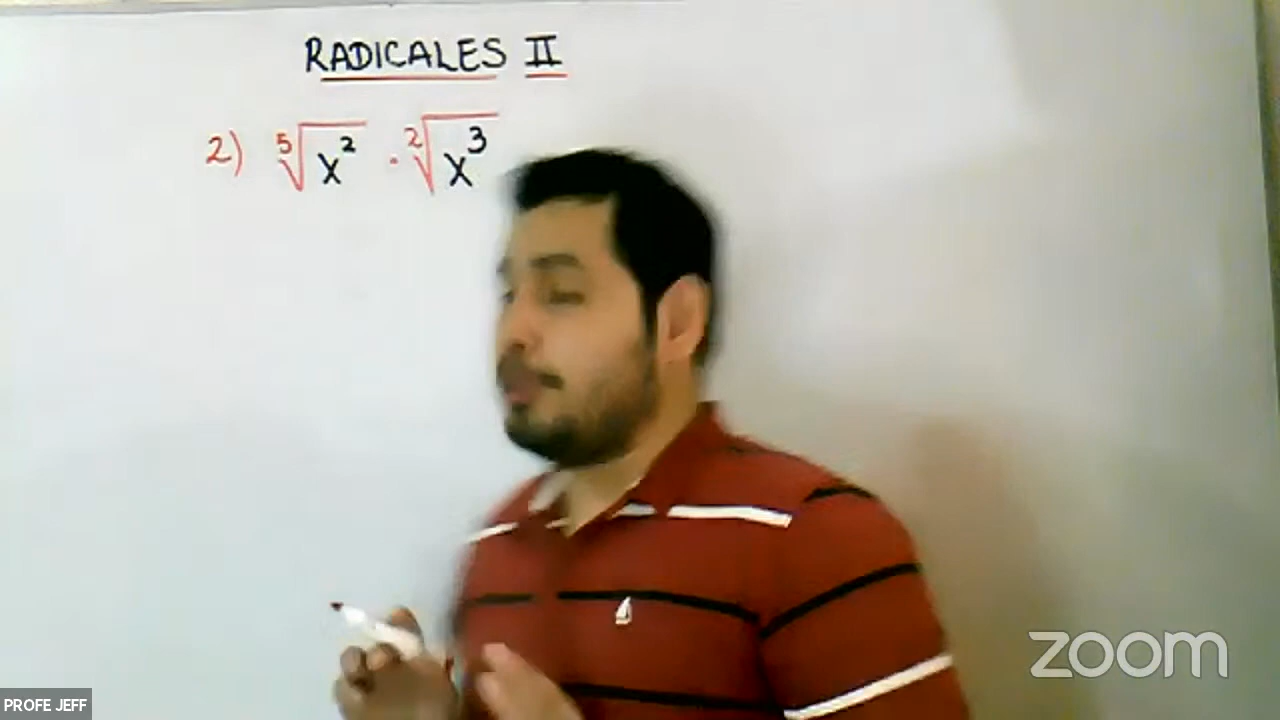 RADICALES II
2) ⁵√x² · ²√x³
zoom
PROFE JEFF